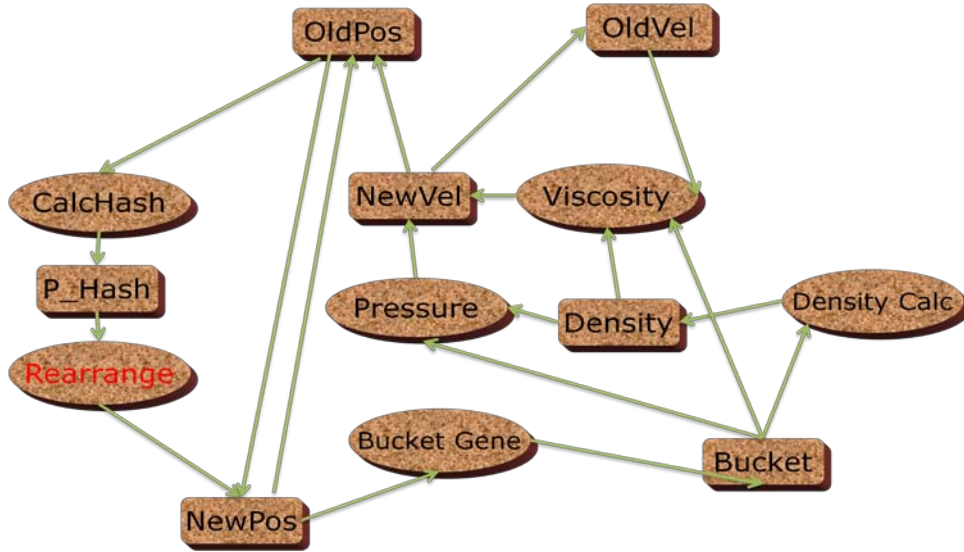 OldPos
OldVel
CalcHash
NewVel
Viscosity
P_Hash
Pressure
Density
Density Calc
Rearrange
Bucket Gene
Bucket
NewPos